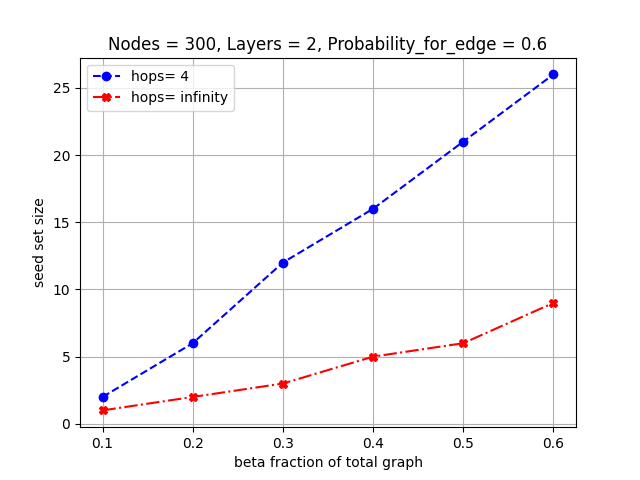 Nodes = 300, Layers = 2, Probability_for_edge = 0.6
hops= 4
hops= infinity
25
20
15
10
5
0
seed set size
0.1 0.2 0.3 0.4 0.5 0.6
beta fraction of total graph